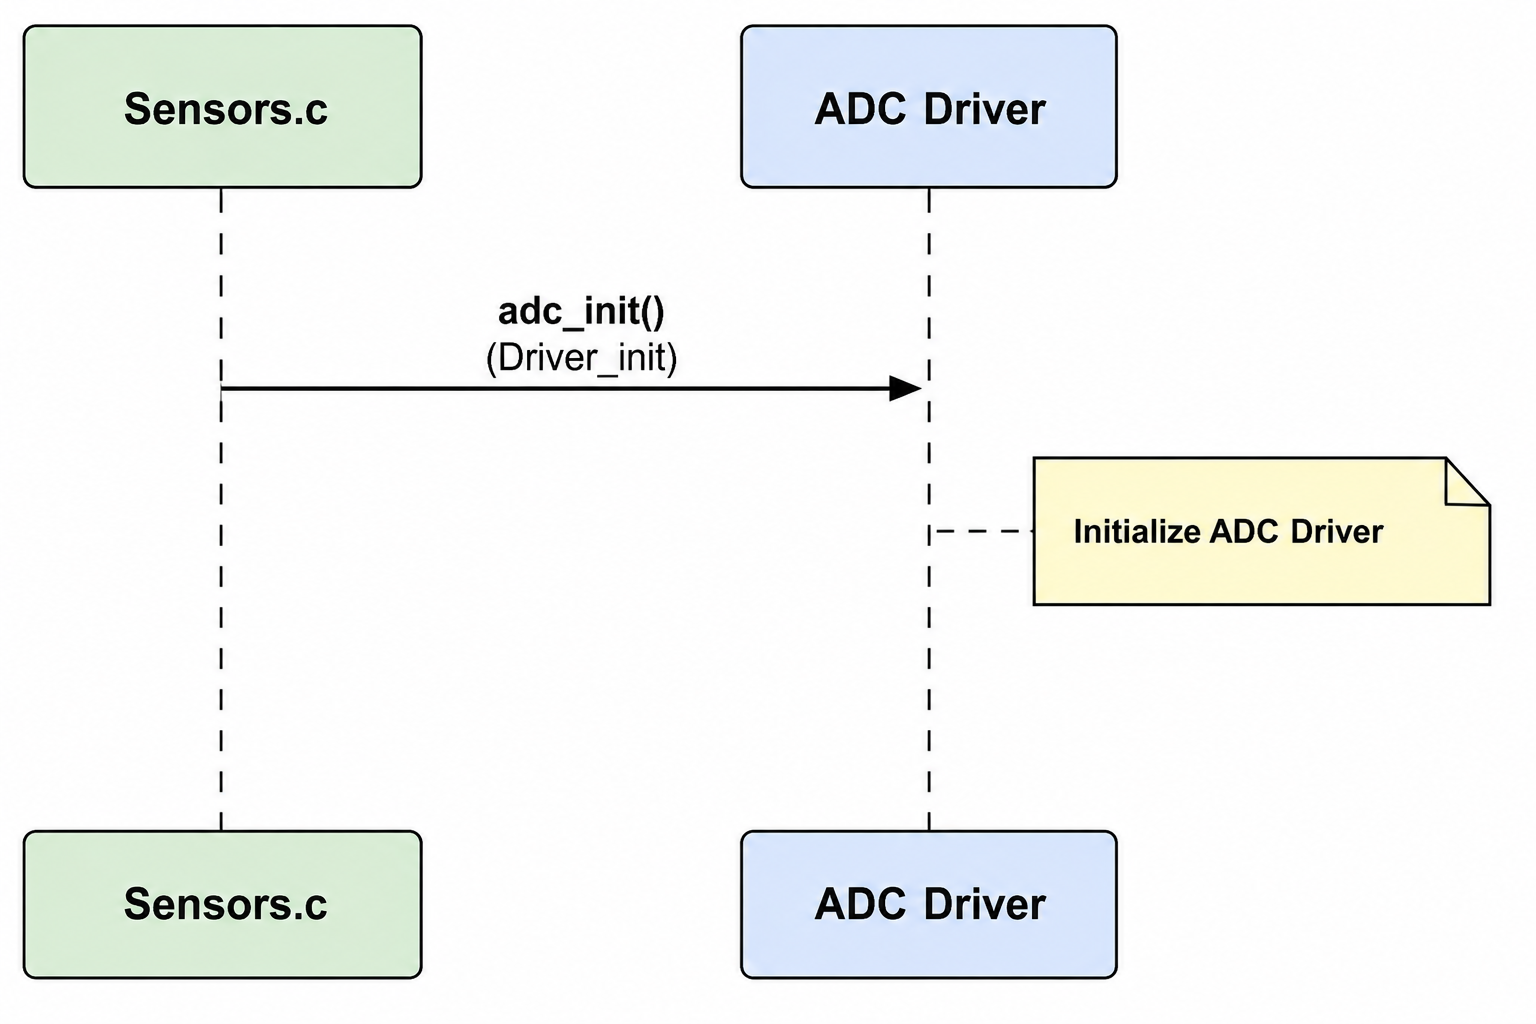 Sensors.c
ADC Driver
adc_init()
(Driver_init)
Initialize ADC Driver
Sensors.c
ADC Driver